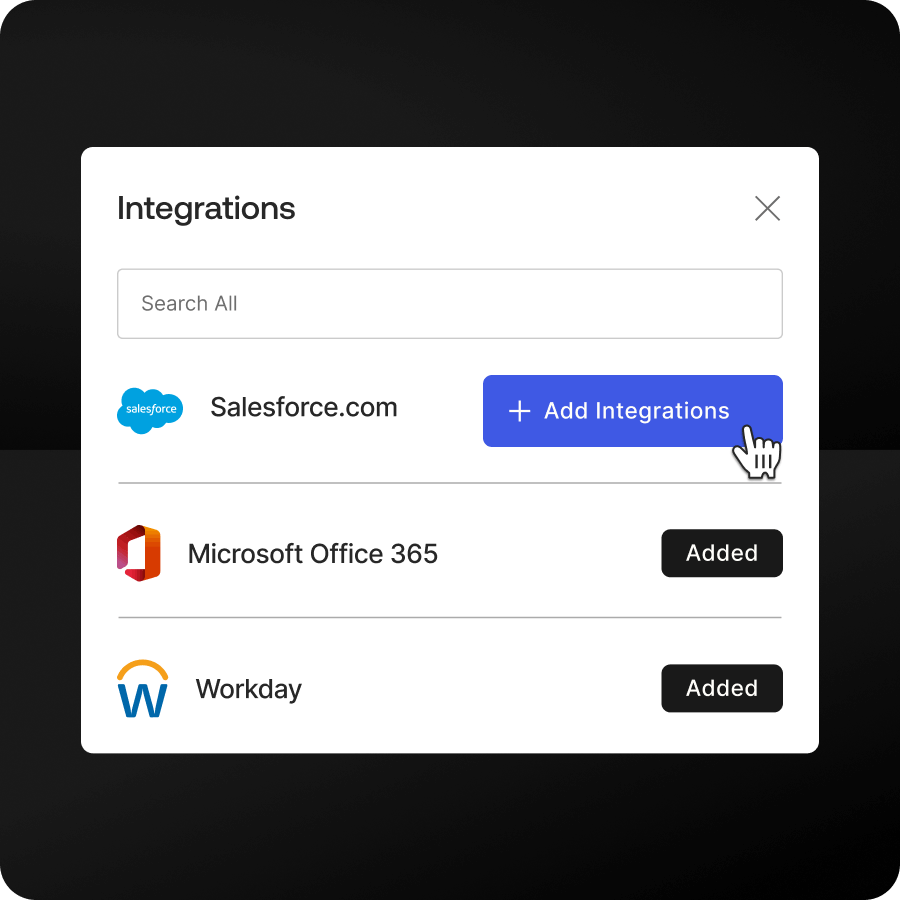 Integrations
Search All
salesforce
Salesforce.com
+ Add Integrations
Microsoft Office 365
Added
W
Workday
Added